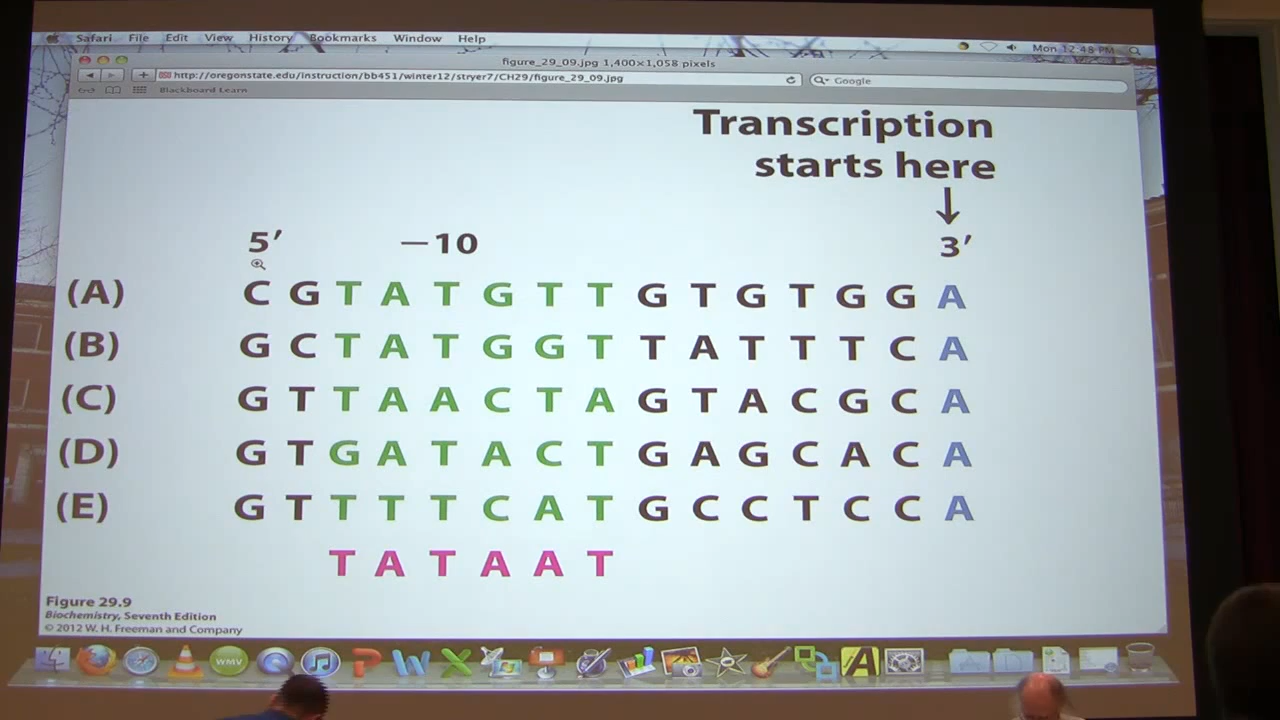 Safari File Edit View History Bookmarks Window Help Mon 12:48 PM
figure_29_09.jpg 1,400×1,058 pixels
http://oregonstate.edu/instruction/bb451/winter12/stryer7/CH29/figure_29_09.jpg Google
Blackboard Learn
Transcription
starts here
↓
5′ −10 3′
(A) C G T A T G T T G T G T G G A
(B) G C T A T G G T T A T T T C A
(C) G T T A A C T A G T A C G C A
(D) G T G A T A C T G A G C A C A
(E) G T T T T C A T G C C T C C A
T A T A A T
Figure 29.9
Biochemistry, Seventh Edition
© 2012 W. H. Freeman and Company
WMV